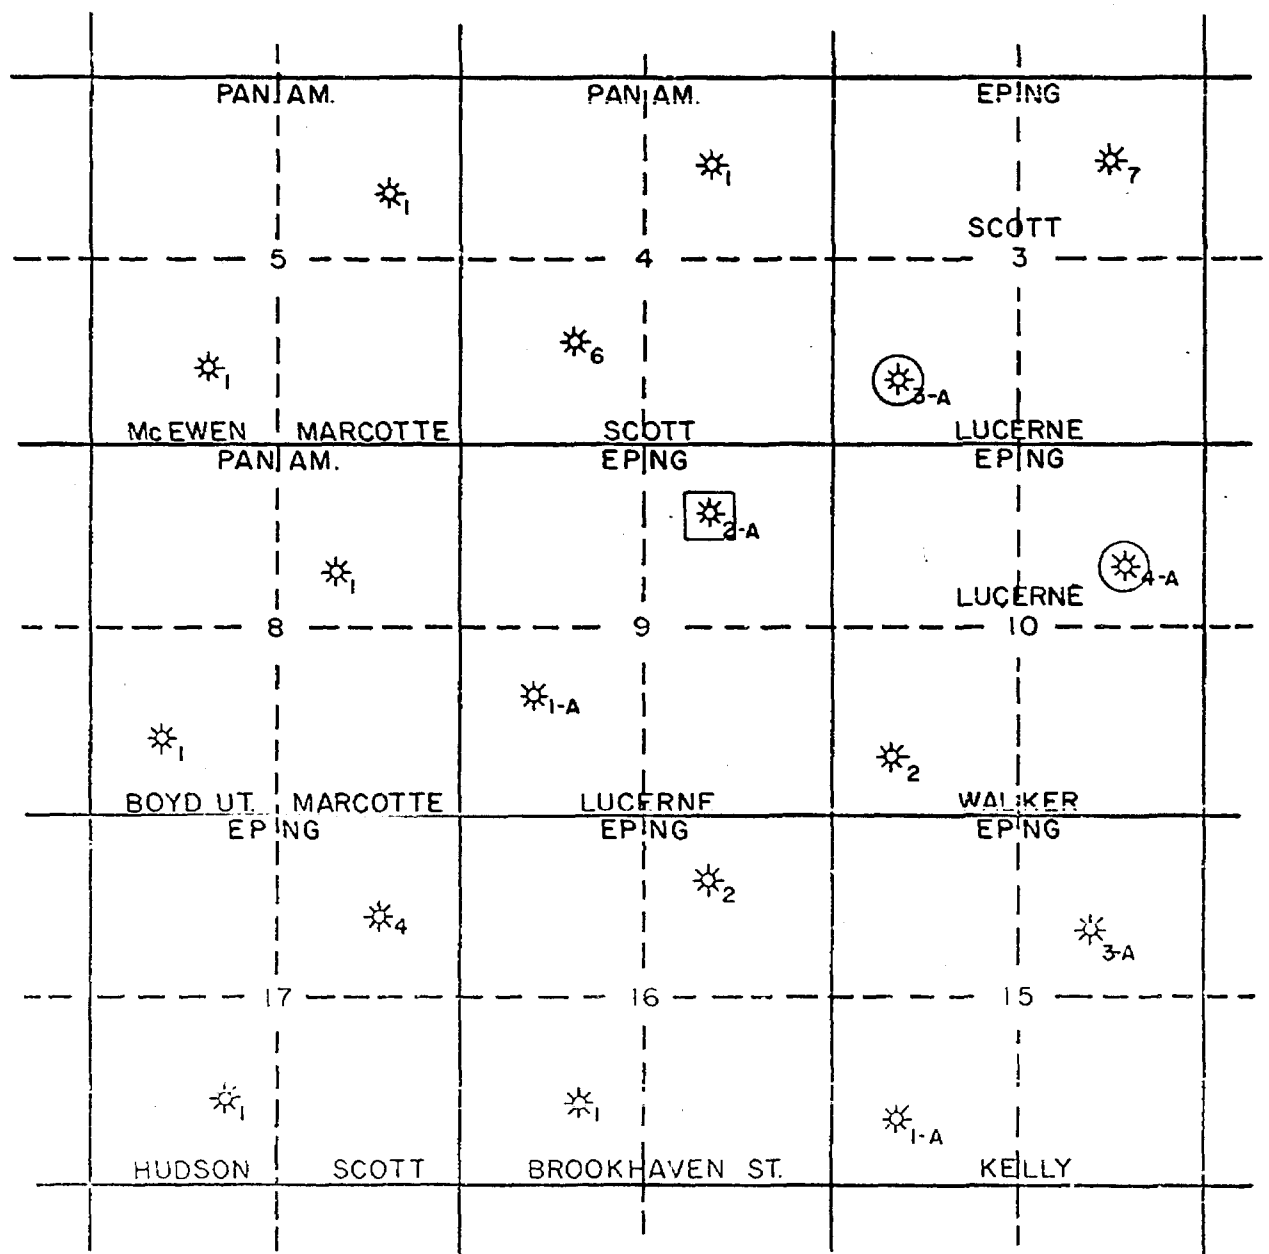 PAN AM. PAN AM. EPING
1 1 7
SCOTT
5 4 3
1 6 3-A
McEWEN MARCOTTE SCOTT LUCERNE
PAN AM. EPING EPING
2-A
1 4-A
LUCERNE
8 9 10
1-A
1 2
BOYD UT. MARCOTTE LUCERNE WALKER
EPING EPING EPING
2
4 3-A
17 16 15
1 1 1-A
HUDSON SCOTT BROOKHAVEN ST. KELLY